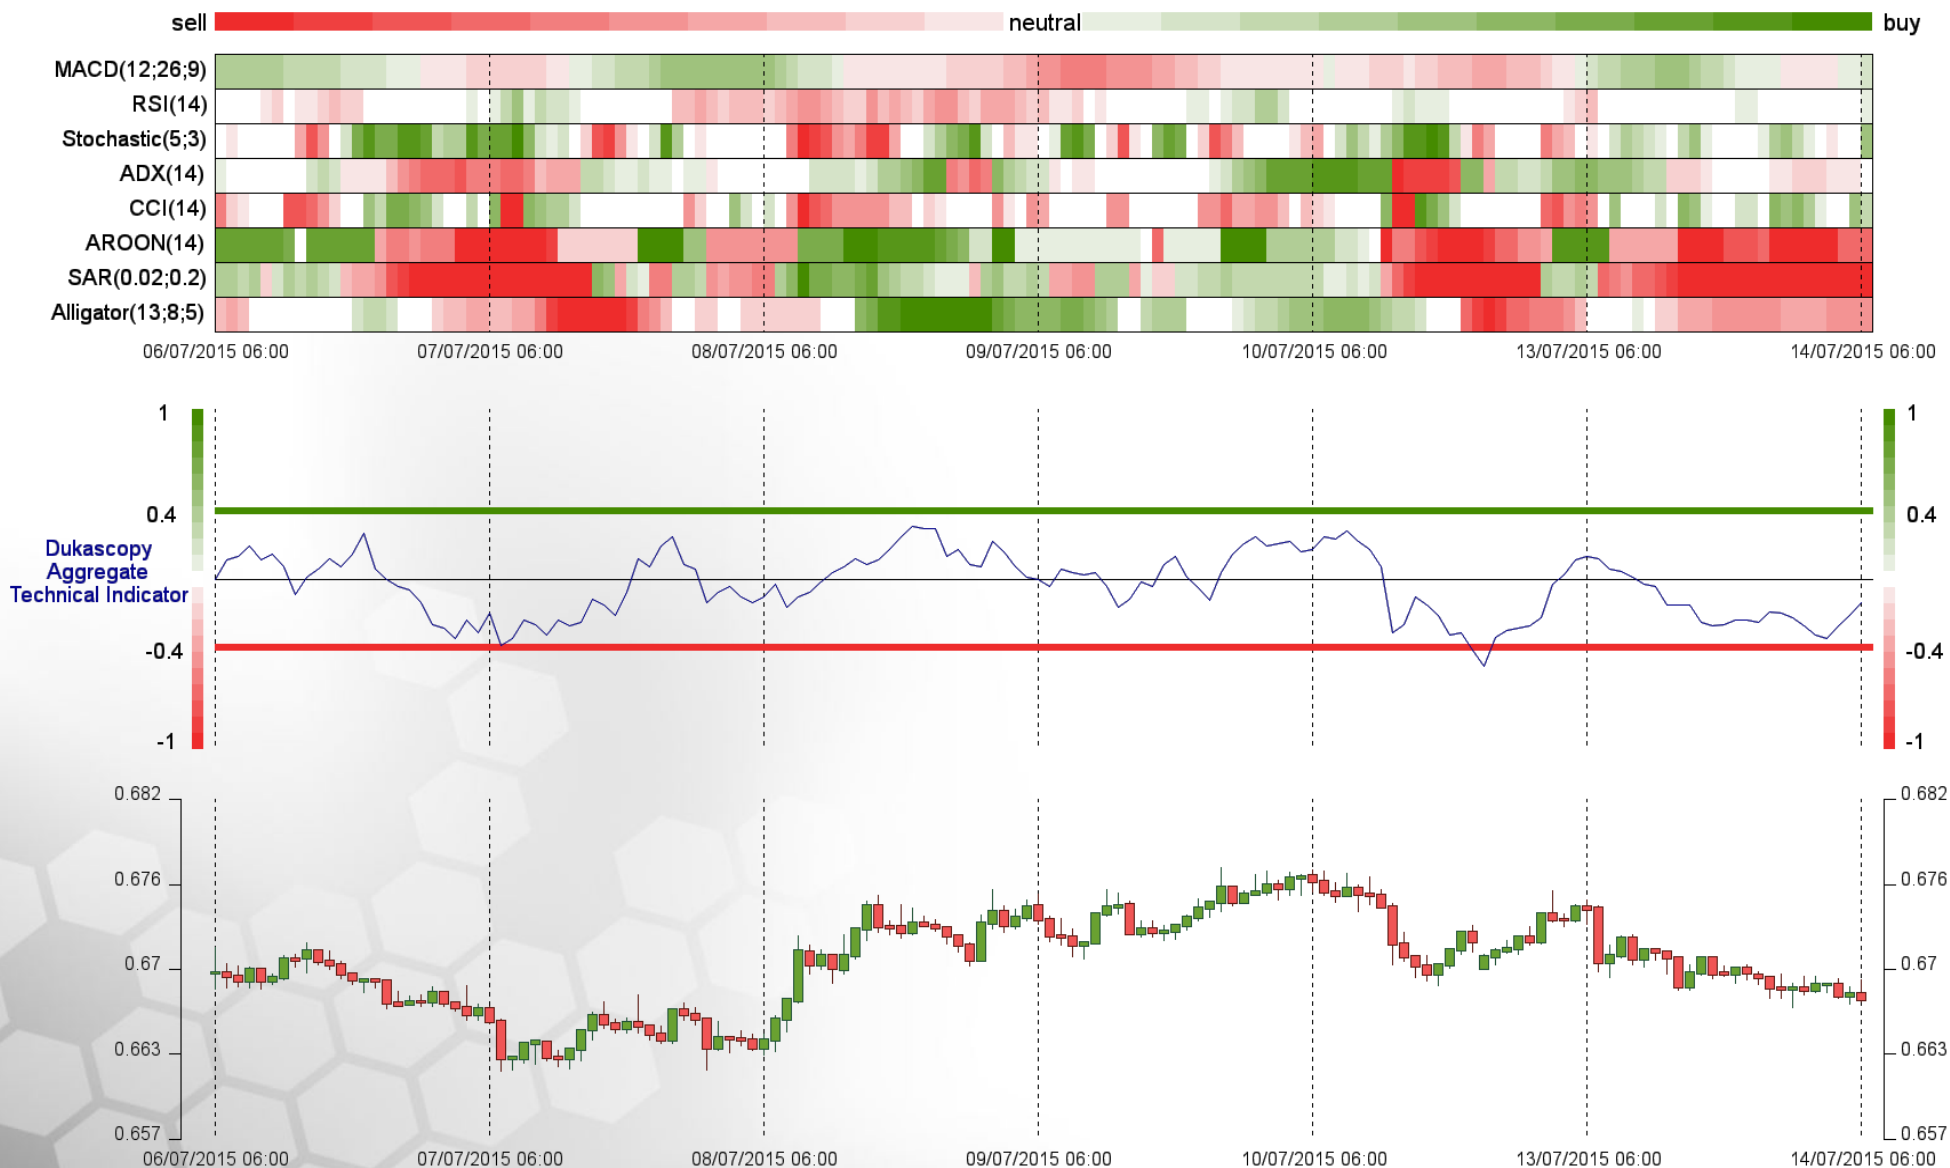 sell neutral buy
MACD(12;26;9)
RSI(14)
Stochastic(5;3)
ADX(14)
CCI(14)
AROON(14)
SAR(0.02;0.2)
Alligator(13;8;5)
06/07/2015 06:00 07/07/2015 06:00 08/07/2015 06:00 09/07/2015 06:00 10/07/2015 06:00 13/07/2015 06:00 14/07/2015 06:00
1 1
0.4 0.4
Dukascopy
Aggregate
Technical Indicator
-0.4 -0.4
-1 -1
0.682 0.682
0.676 0.676
0.67 0.67
0.663 0.663
0.657 0.657
06/07/2015 06:00 07/07/2015 06:00 08/07/2015 06:00 09/07/2015 06:00 10/07/2015 06:00 13/07/2015 06:00 14/07/2015 06:00